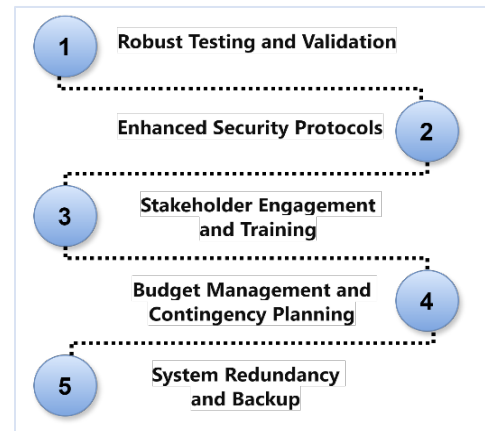 1
Robust Testing and Validation
Enhanced Security Protocols
2
3
Stakeholder Engagement
and Training
Budget Management and
Contingency Planning
4
5
System Redundancy
and Backup